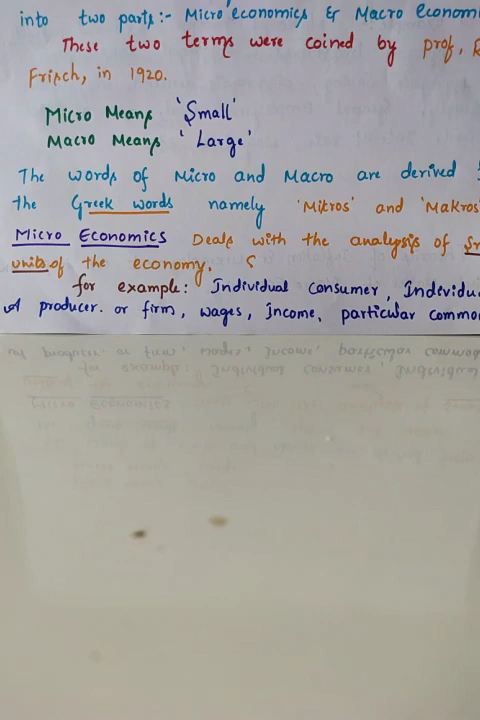 into two parts:- Micro economics & Macro economi
These two terms were coined by prof,
Frisch, in 1920.
Micro Means 'Small'
Macro Means 'Large'
The words of Micro and Macro are derived
the Greek words namely 'Mikros' and 'Makros
Micro Economics Deals with the analysis of
units of the economy.
for example: Individual consumer, Individu
producer. or firm, wages, Income, particular commo